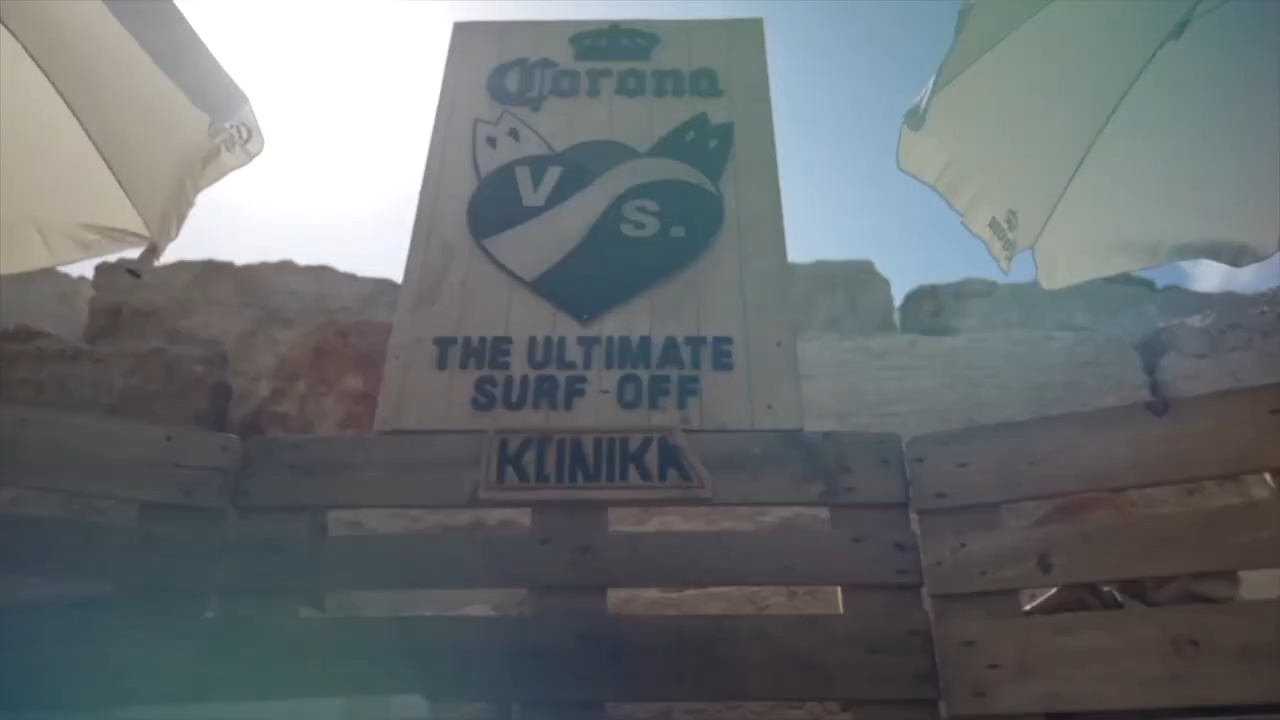 Corona
V
S.
THE ULTIMATE
SURF-OFF
KLINIKA